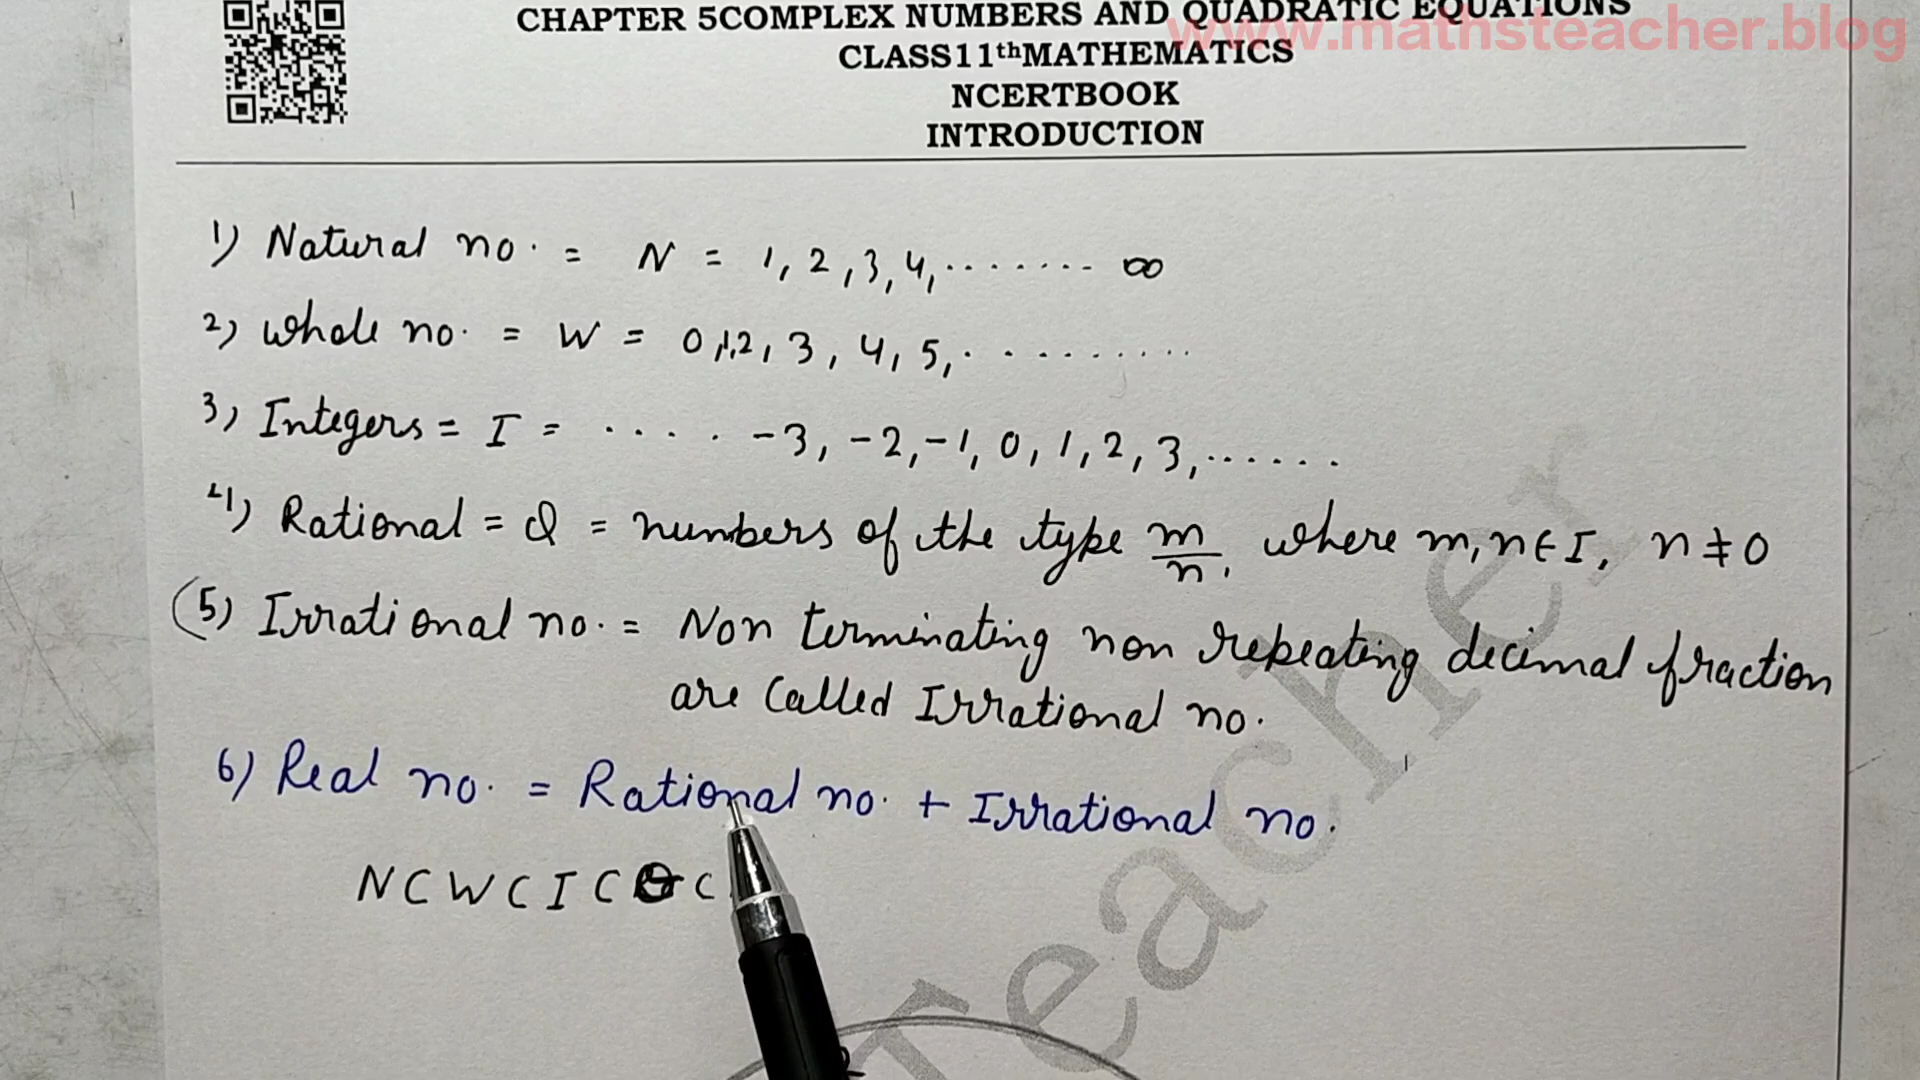 CHAPTER 5COMPLEX NUMBERS AND QUADRATIC EQUATIONS
www.mathsteacher.blog
CLASS11thMATHEMATICS
NCERTBOOK
INTRODUCTION
1) Natural no. = N = 1, 2, 3, 4, ........ ∞
2) Whole no. = W = 0, 1, 2, 3, 4, 5, ..........
3) Integers = I = ..... -3, -2, -1, 0, 1, 2, 3, ......
4) Rational = Q = numbers of the type m/n, where m, n ∈ I, n ≠ 0
(5) Irrational no. = Non terminating non repeating decimal fraction
are called Irrational no.
6) Real no. = Rational no. + Irrational no.
N ⊂ W ⊂ I ⊂ Q ⊂
Teacher